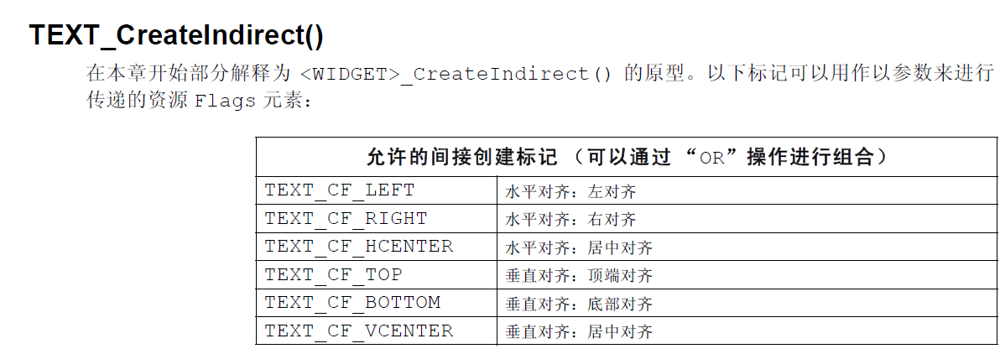 TEXT_CreateIndirect()
在本章开始部分解释为 <WIDGET>_CreateIndirect() 的原型。以下标记可以用作以参数来进行
传递的资源 Flags 元素：
允许的间接创建标记 （可以通过 “OR” 操作进行组合）
TEXT_CF_LEFT 水平对齐：左对齐
TEXT_CF_RIGHT 水平对齐：右对齐
TEXT_CF_HCENTER 水平对齐：居中对齐
TEXT_CF_TOP 垂直对齐：顶端对齐
TEXT_CF_BOTTOM 垂直对齐：底部对齐
TEXT_CF_VCENTER 垂直对齐：居中对齐